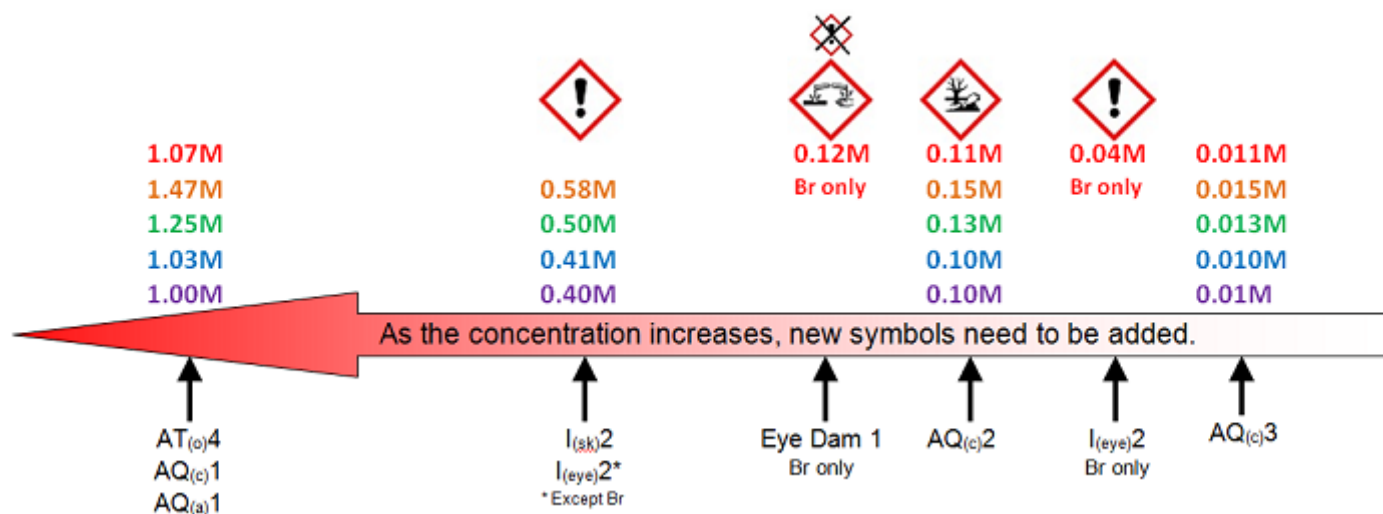 1.07M 0.12M 0.11M 0.04M 0.011M
1.47M 0.58M Br only 0.15M Br only 0.015M
1.25M 0.50M 0.13M 0.013M
1.03M 0.41M 0.10M 0.010M
1.00M 0.40M 0.10M 0.01M
As the concentration increases, new symbols need to be added.
AT(o)4 I(sk)2 Eye Dam 1 AQ(c)2 I(eye)2 AQ(c)3
AQ(c)1 I(eye)2* Br only Br only
AQ(a)1 * Except Br